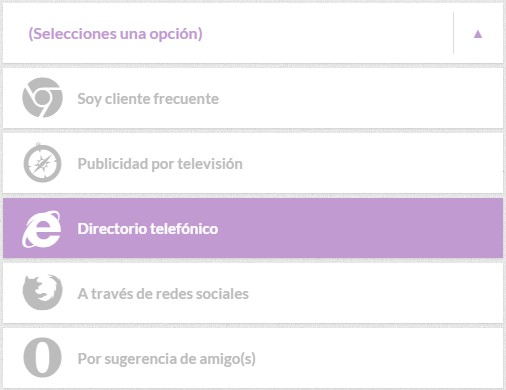 (Selecciones una opción) ▲
Soy cliente frecuente
Publicidad por televisión
Directorio telefónico
A través de redes sociales
Por sugerencia de amigo(s)